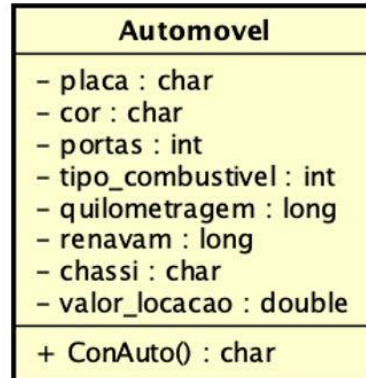 Automovel
– placa : char
– cor : char
– portas : int
– tipo_combustivel : int
– quilometragem : long
– renavam : long
– chassi : char
– valor_locacao : double
+ ConAuto() : char